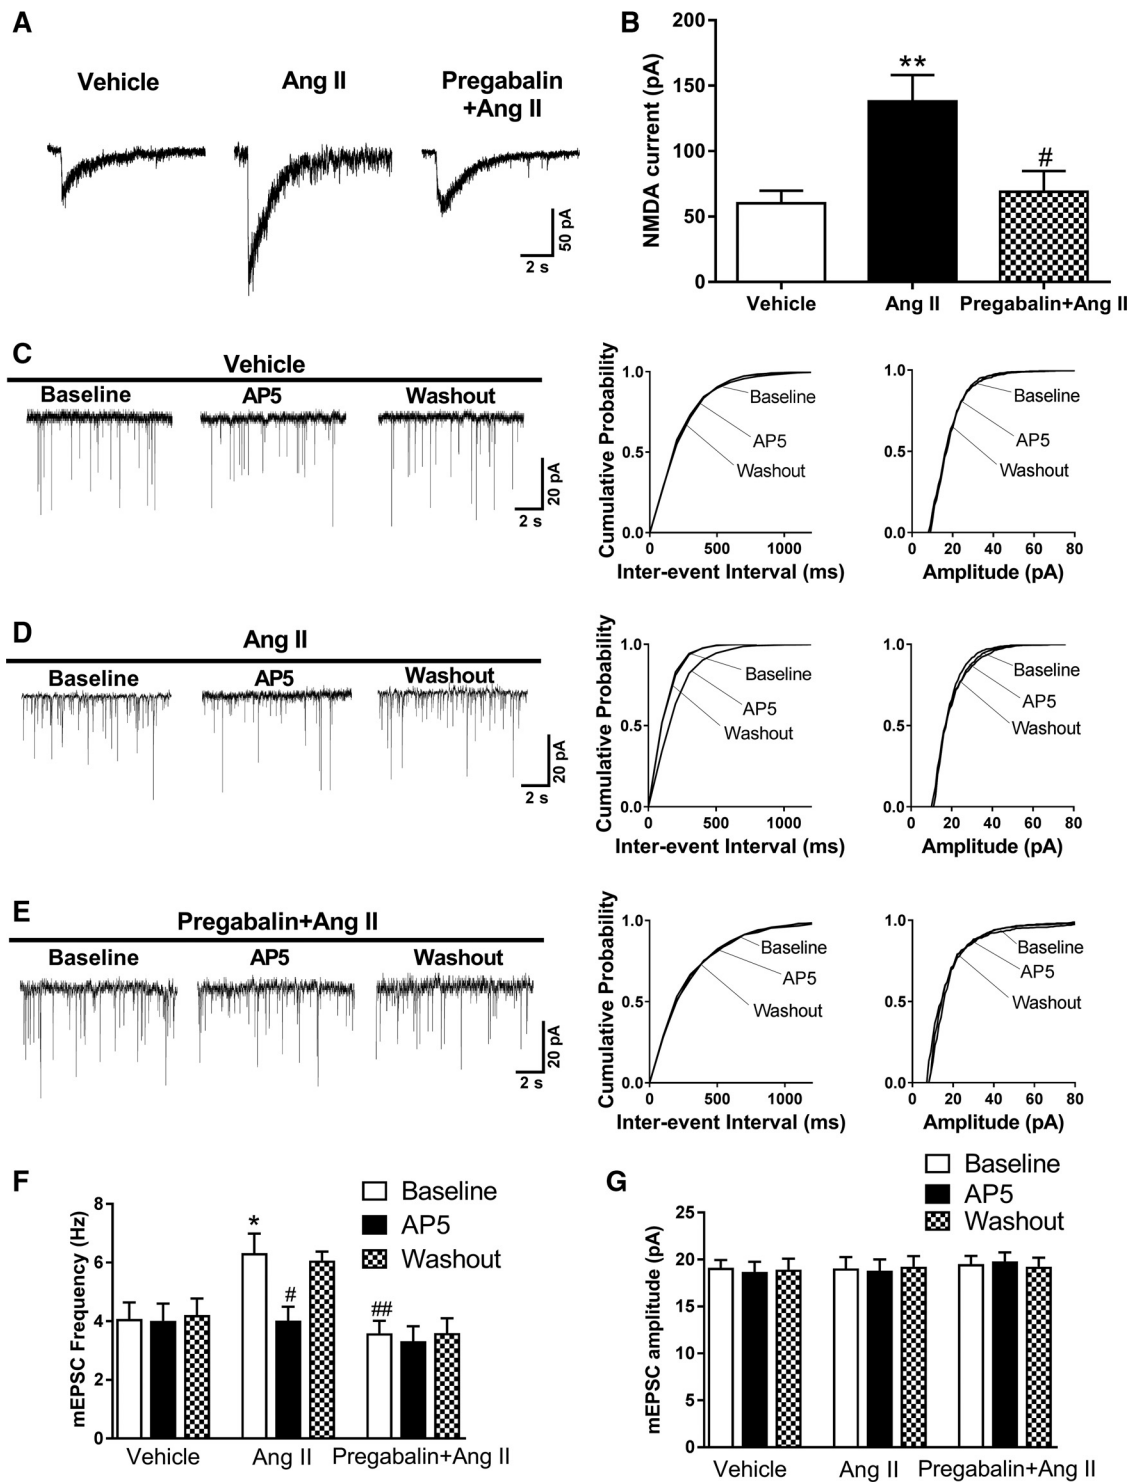 A
Vehicle
Ang II
Pregabalin
+Ang II
50 pA
2 s
B
NMDA current (pA)
200
150
100
50
0
**
#
Vehicle
Ang II
Pregabalin+Ang II
C
Vehicle
Baseline
AP5
Washout
20 pA
2 s
Cumulative Probability
1.0
0.5
0.0
Baseline
AP5
Washout
0
500
1000
Inter-event Interval (ms)
1.0
0.5
0.0
Baseline
AP5
Washout
0
20
40
60
80
Amplitude (pA)
D
Ang II
Baseline
AP5
Washout
20 pA
2 s
Cumulative Probability
1.0
0.5
0.0
Baseline
AP5
Washout
0
500
1000
Inter-event Interval (ms)
1.0
0.5
0.0
Baseline
AP5
Washout
0
20
40
60
80
Amplitude (pA)
E
Pregabalin+Ang II
Baseline
AP5
Washout
20 pA
2 s
Cumulative Probability
1.0
0.5
0.0
Baseline
AP5
Washout
0
500
1000
Inter-event Interval (ms)
1.0
0.5
0.0
Baseline
AP5
Washout
0
20
40
60
80
Amplitude (pA)
F
Baseline
AP5
Washout
mEPSC Frequency (Hz)
8
6
4
2
0
*
#
##
Vehicle
Ang II
Pregabalin+Ang II
G
Baseline
AP5
Washout
mEPSC amplitude (pA)
25
20
15
10
5
0
Vehicle
Ang II
Pregabalin+Ang II